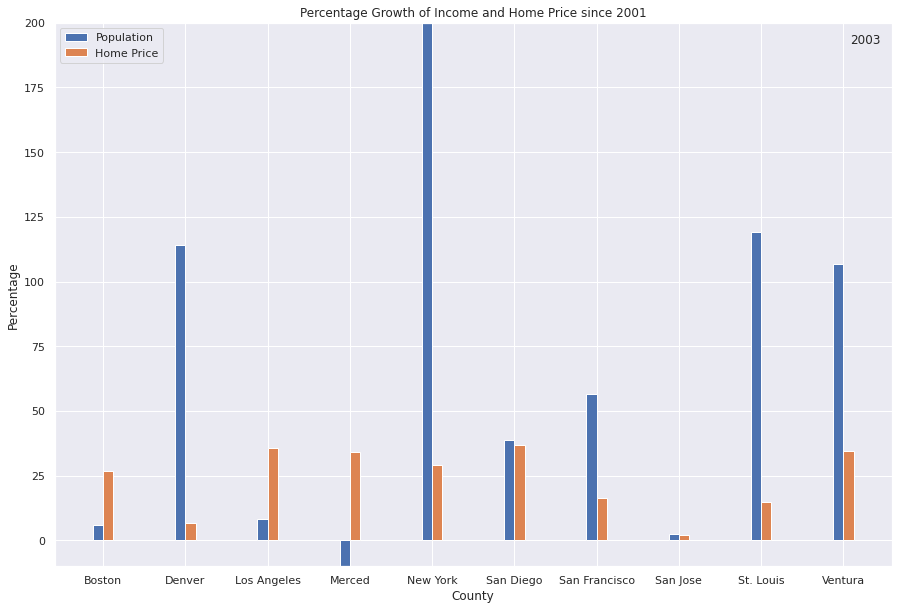 Percentage Growth of Income and Home Price since 2001
Population
Home Price
2003
200
175
150
125
100
75
50
25
0
Percentage
Boston Denver Los Angeles Merced New York San Diego San Francisco San Jose St. Louis Ventura
County